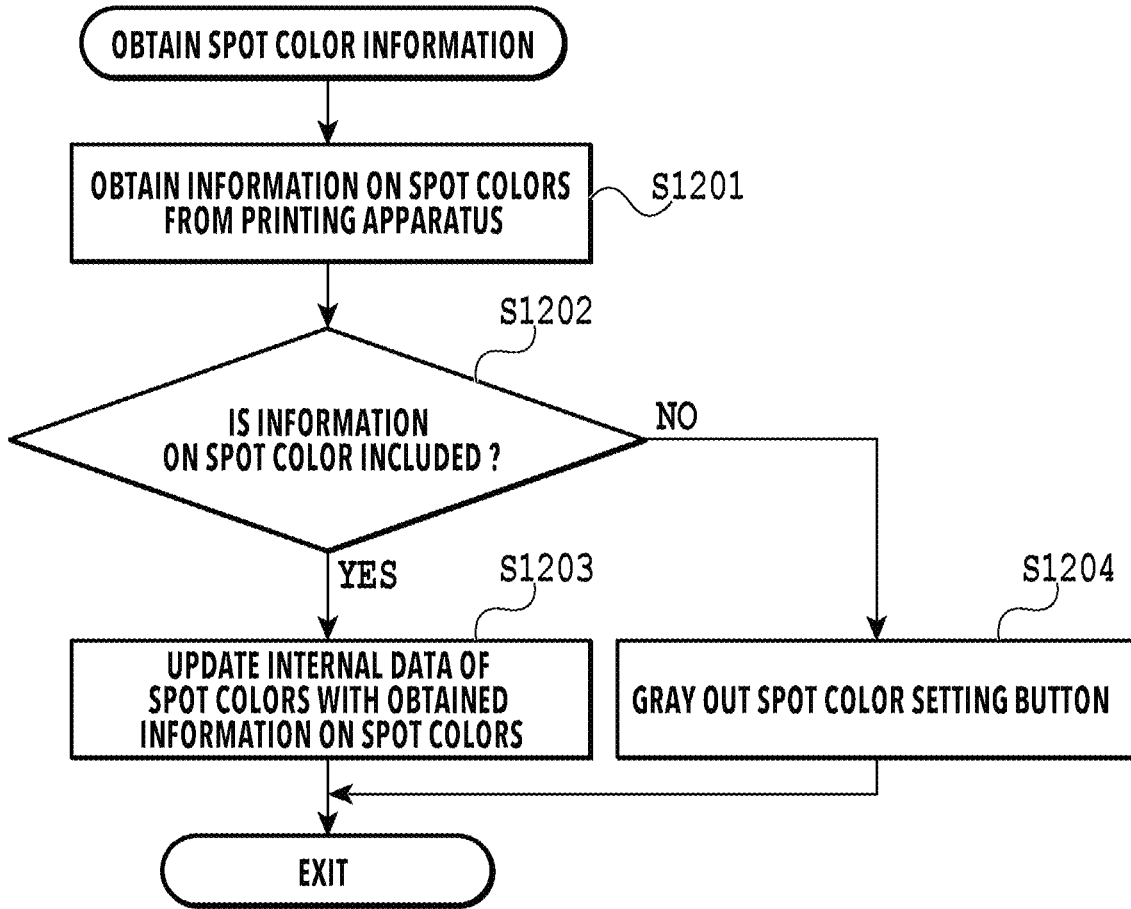 OBTAIN SPOT COLOR INFORMATION
OBTAIN INFORMATION ON SPOT COLORS
FROM PRINTING APPARATUS
S1201
S1202
IS INFORMATION
ON SPOT COLOR INCLUDED ?
NO
YES
S1203
UPDATE INTERNAL DATA OF
SPOT COLORS WITH OBTAINED
INFORMATION ON SPOT COLORS
S1204
GRAY OUT SPOT COLOR SETTING BUTTON
EXIT